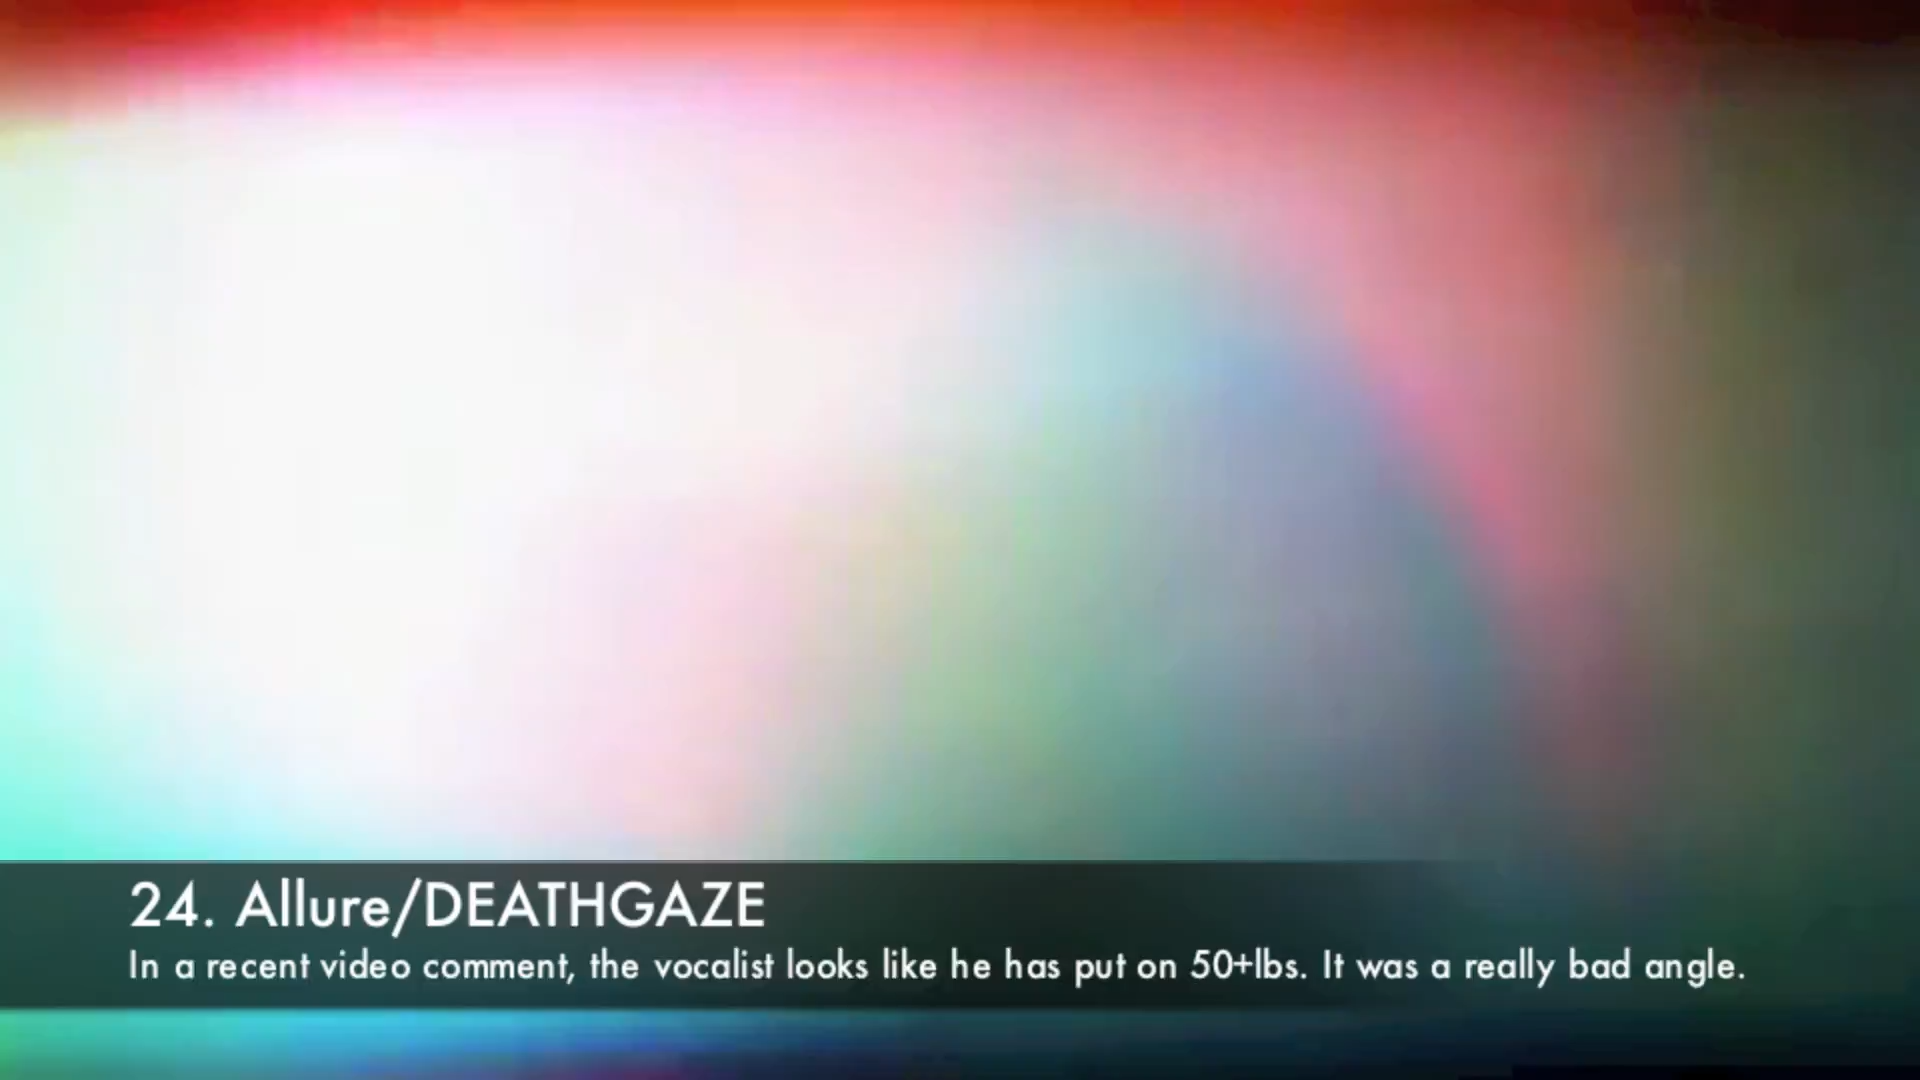 24. Allure/DEATHGAZE
In a recent video comment, the vocalist looks like he has put on 50+lbs. It was a really bad angle.